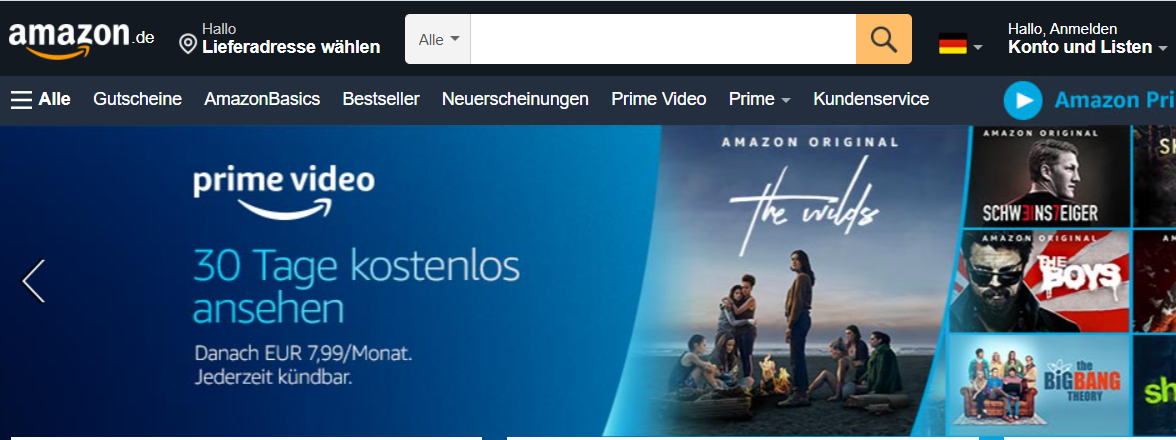 amazon.de
Hallo
Lieferadresse wählen
Alle
Hallo, Anmelden
Konto und Listen
Alle Gutscheine AmazonBasics Bestseller Neuerscheinungen Prime Video Prime Kundenservice
Amazon Pri
prime video
30 Tage kostenlos
ansehen
Danach EUR 7,99/Monat.
Jederzeit kündbar.
AMAZON ORIGINAL
the wilds
AMAZON ORIGINAL
SCHW31NS7EIGER
AMAZON ORIGINAL
THE
BOYS
the
BIG BANG
THEORY